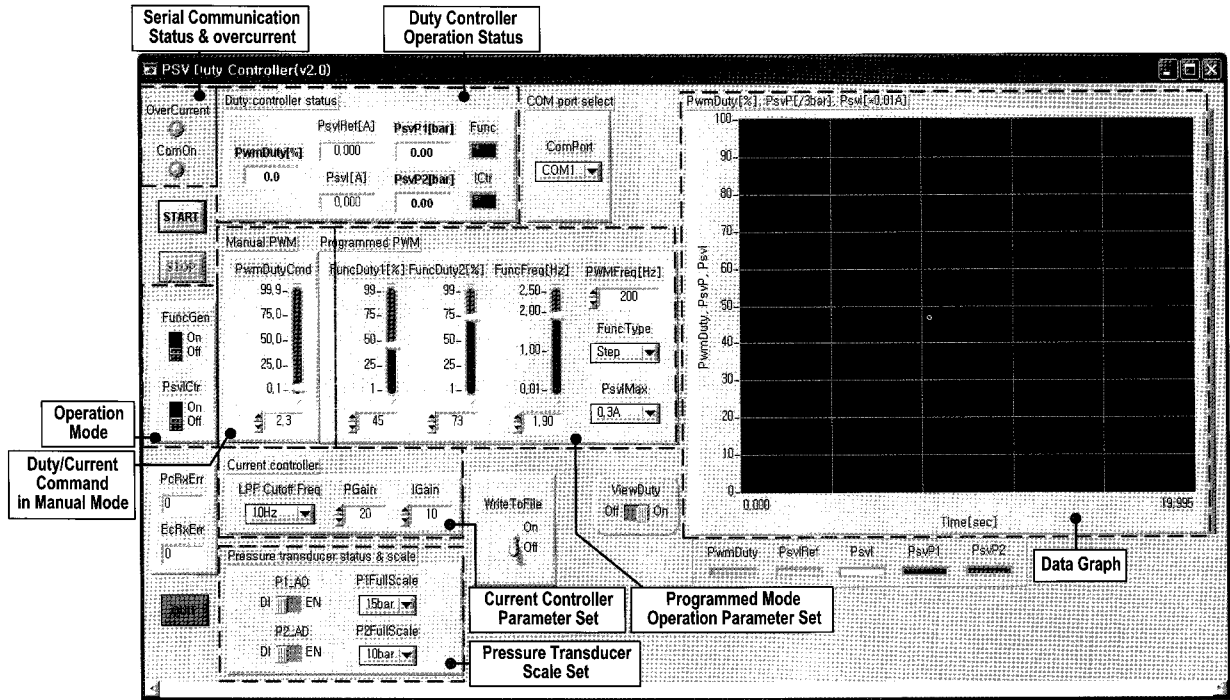 Serial Communication
Status & overcurrent
Duty Controller
Operation Status
PSV Duty Controller(v2.0)
OverCurrent
ComOn
START
STOP
Duty controller status
PwmDuty[%]
0.0
PsvIRef[A]
0,000
PsvI[A]
0,000
PsvP1[bar]
0.00
PsvP2[bar]
0.00
Func
ICtr
COM port select
ComPort
COM1
FuncGen
On
Off
PsvICtr
On
Off
Manual PWM
PwmDutyCmd
99,9-
75,0-
50,0-
25,0-
0,1-
2,3
Programmed PWM
FuncDuty1[%]
99-
75-
50-
25-
1-
45
FuncDuty2[%]
99-
75-
50-
25-
1-
73
FuncFreq[Hz]
2,50-
2,00-
1,00-
0,01-
1,90
PWMFreq[Hz]
200
FuncType
Step
PsvIMax
0,3A
Operation
Mode
Duty/Current
Command
in Manual Mode
PcRxErr
0
EcRxErr
0
Current controller
LPF Cutoff Freq
10Hz
PGain
20
IGain
10
WriteToFile
On
Off
ViewDuty
Off
On
Pressure transducer status & scale
P1_AD
DI
EN
P1FullScale
15bar
P2_AD
DI
EN
P2FullScale
10bar
Current Controller
Parameter Set
Programmed Mode
Operation Parameter Set
Pressure Transducer
Scale Set
PwmDuty[%], PsvP[/3bar], PsvI[*0,01A]
PwmDuty, PsvP, PsvI
100-
90-
80-
70-
60-
50-
40-
30-
20-
10-
0-
0,000
19,995
Time[sec]
PwmDuty
PsvIRef
PsvI
PsvP1
PsvP2
Data Graph